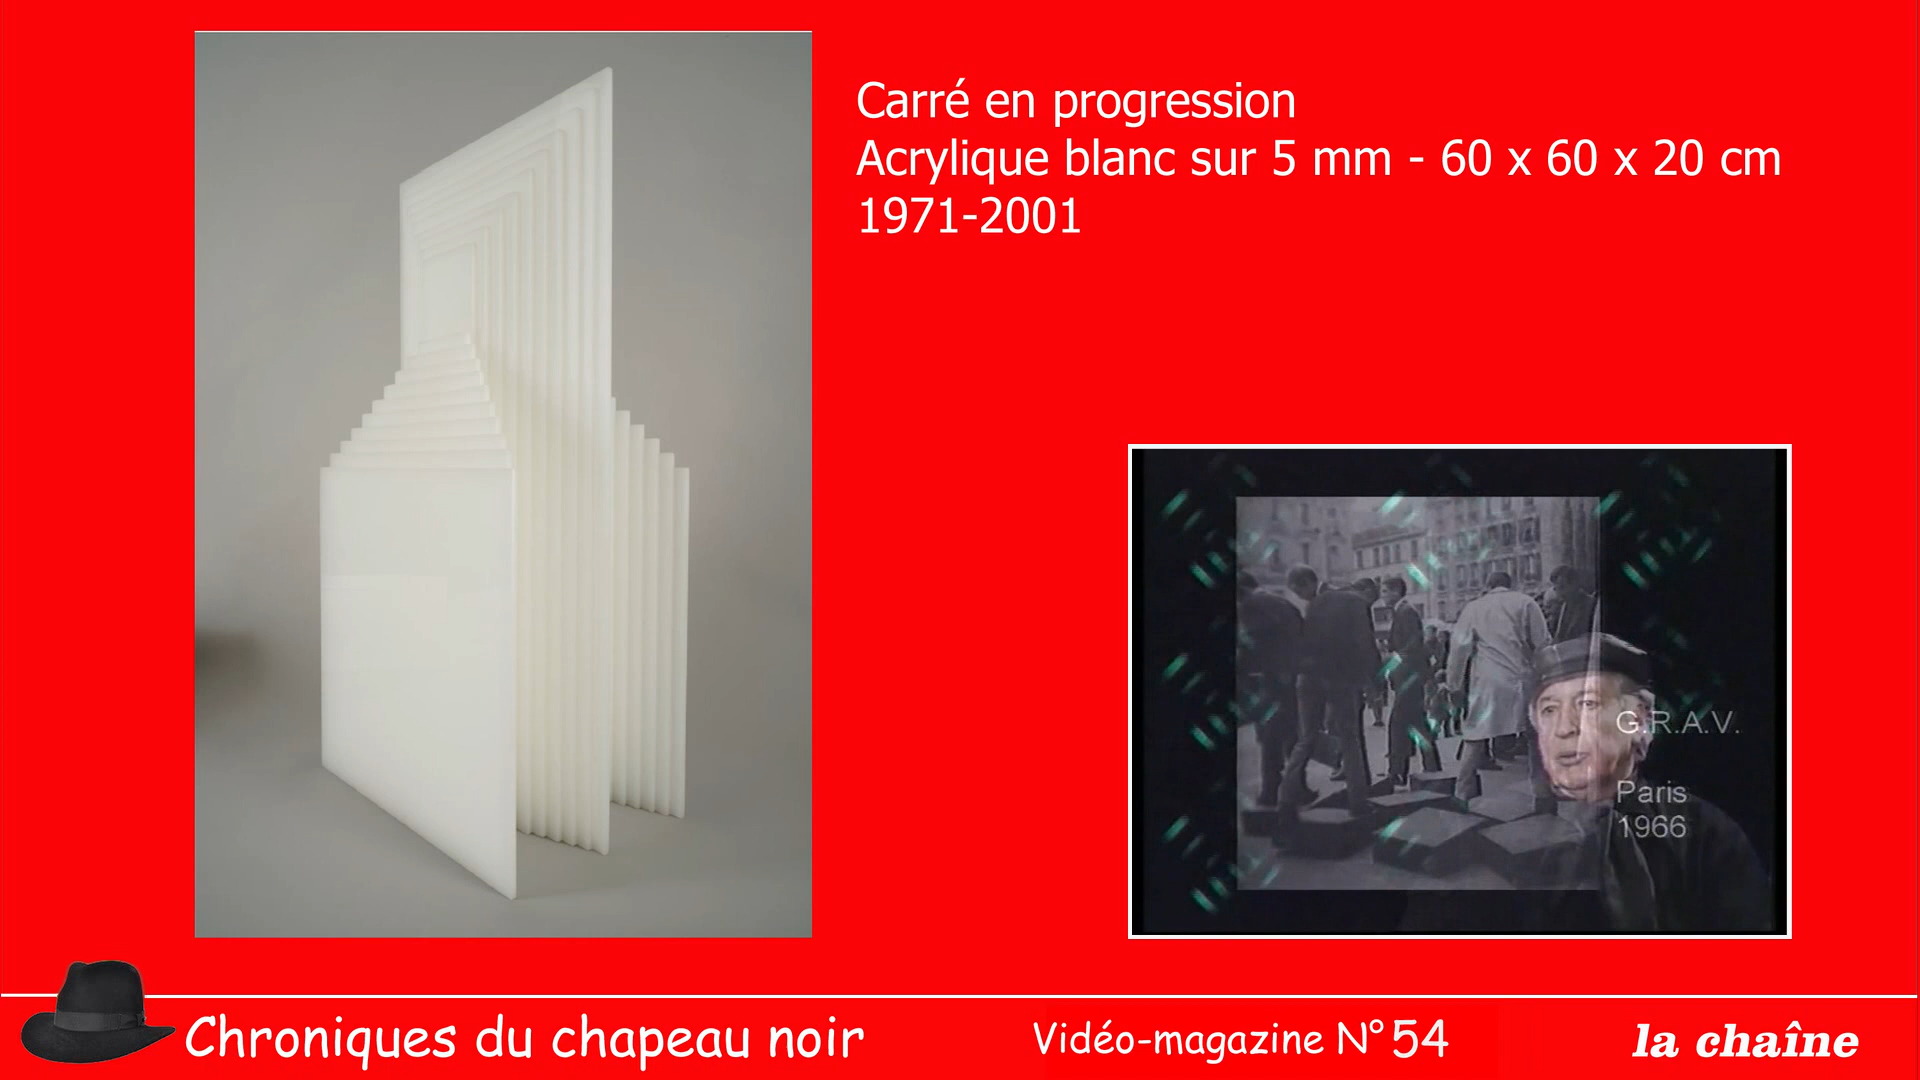 Carré en progression
Acrylique blanc sur 5 mm - 60 x 60 x 20 cm
1971-2001
G.R.A.V.
Paris
1966
Chroniques du chapeau noir
Vidéo-magazine N° 54
la chaîne